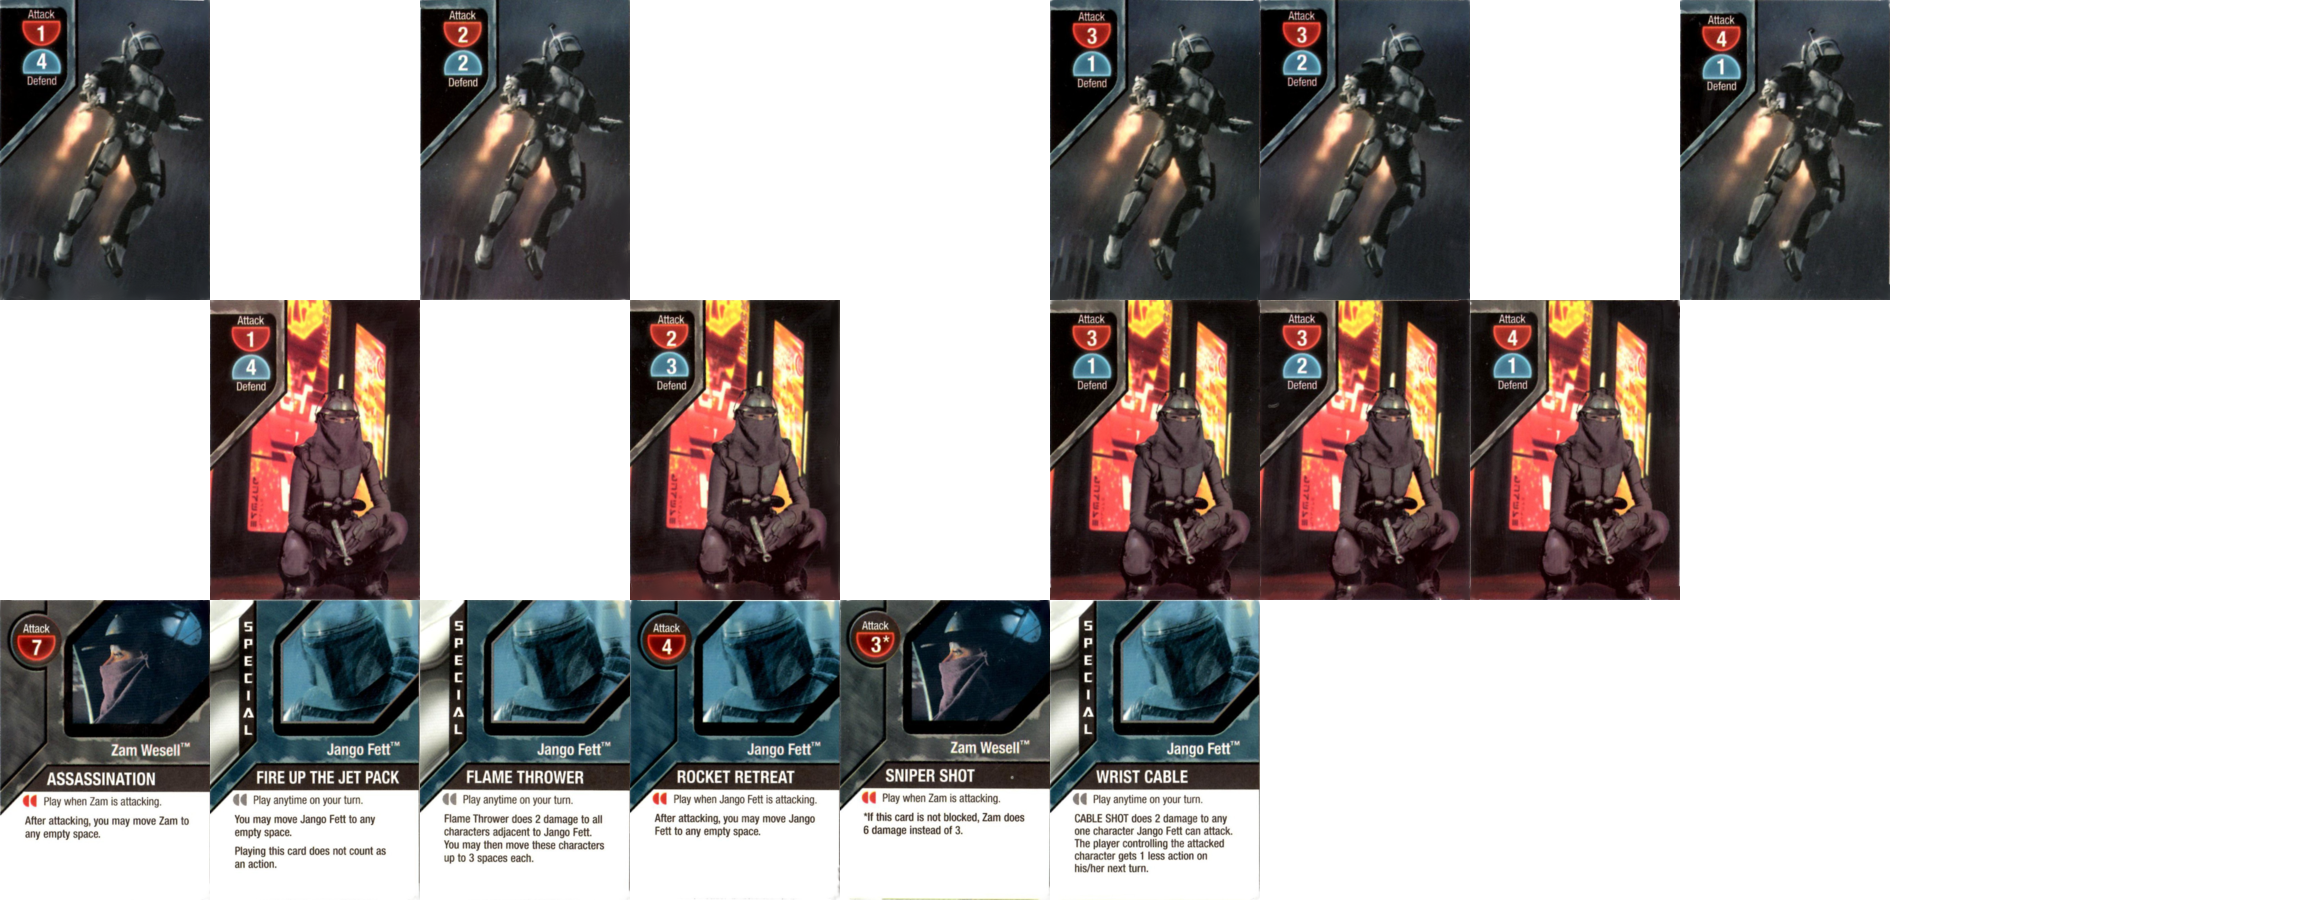 Attack
1
4
Defend
Attack
2
2
Defend
Attack
3
1
Defend
Attack
3
2
Defend
Attack
4
1
Defend
Attack
1
4
Defend
Attack
2
3
Defend
Attack
3
1
Defend
Attack
3
2
Defend
Attack
4
1
Defend
Attack
7
Zam Wesell™
ASSASSINATION
Play when Zam is attacking.
After attacking, you may move Zam to
any empty space.
SPECIAL
Jango Fett™
FIRE UP THE JET PACK
Play anytime on your turn.
You may move Jango Fett to any
empty space.
Playing this card does not count as
an action.
SPECIAL
Jango Fett™
FLAME THROWER
Play anytime on your turn.
Flame Thrower does 2 damage to all
characters adjacent to Jango Fett.
You may then move these characters
up to 3 spaces each.
Attack
4
Jango Fett™
ROCKET RETREAT
Play when Jango Fett is attacking.
After attacking, you may move Jango
Fett to any empty space.
Attack
3*
Zam Wesell™
SNIPER SHOT
Play when Zam is attacking.
*If this card is not blocked, Zam does
6 damage instead of 3.
SPECIAL
Jango Fett™
WRIST CABLE
Play anytime on your turn.
CABLE SHOT does 2 damage to any
one character Jango Fett can attack.
The player controlling the attacked
character gets 1 less action on
his/her next turn.